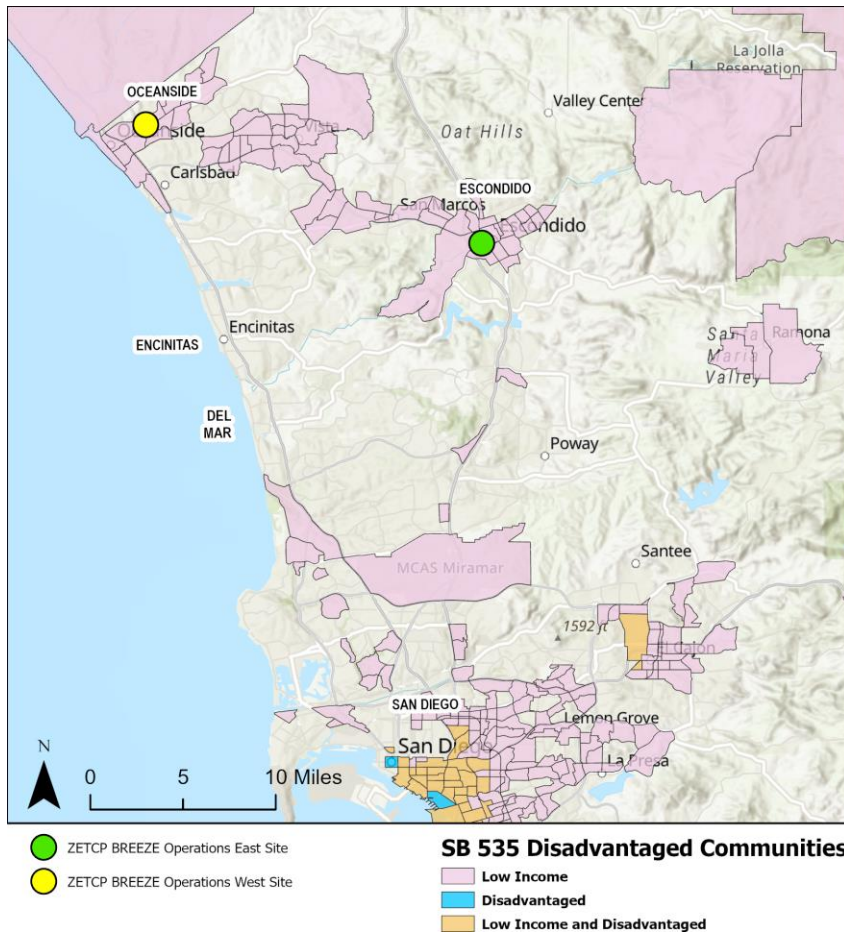 La Jolla
Reservation
OCEANSIDE
Valley Center
Oceanside
Vista
Oat Hills
Carlsbad
ESCONDIDO
San Marcos
Escondido
Encinitas
ENCINITAS
Santa
Maria
Valley
Ramona
DEL
MAR
Poway
Santee
MCAS Miramar
1592 ft
El Cajon
SAN DIEGO
Lemon Grove
San Diego
La Presa
N
0 5 10 Miles
ZETCP BREEZE Operations East Site
ZETCP BREEZE Operations West Site
SB 535 Disadvantaged Communities
Low Income
Disadvantaged
Low Income and Disadvantaged